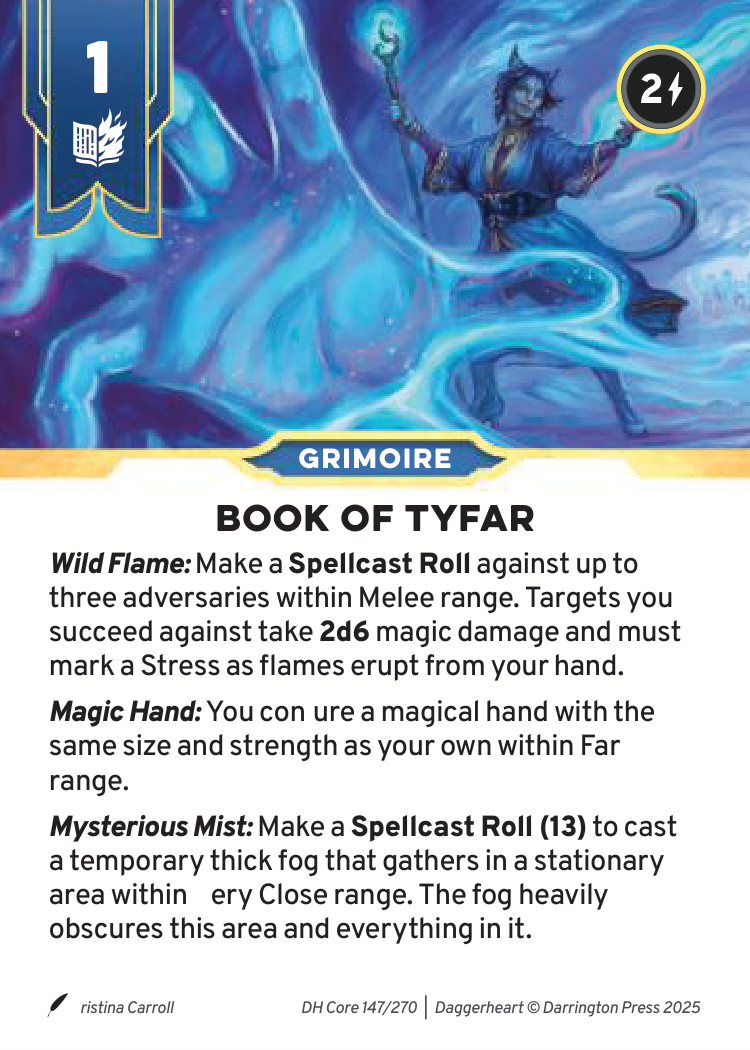 1
2
GRIMOIRE
BOOK OF TYFAR
Wild Flame: Make a Spellcast Roll against up to
three adversaries within Melee range. Targets you
succeed against take 2d6 magic damage and must
mark a Stress as flames erupt from your hand.
Magic Hand: You con ure a magical hand with the
same size and strength as your own within Far
range.
Mysterious Mist: Make a Spellcast Roll (13) to cast
a temporary thick fog that gathers in a stationary
area within ery Close range. The fog heavily
obscures this area and everything in it.
ristina Carroll
DH Core 147/270 | Daggerheart © Darrington Press 2025